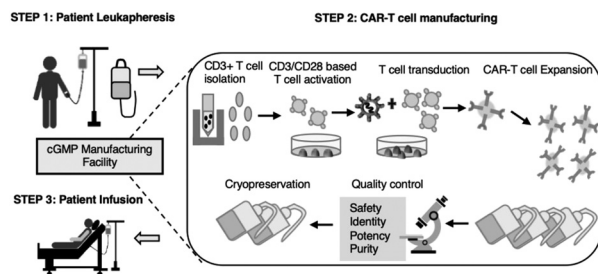 STEP 1: Patient Leukapheresis
STEP 2: CAR-T cell manufacturing
CD3+ T cell
isolation
CD3/CD28 based
T cell activation
T cell transduction
CAR-T cell Expansion
+
cGMP Manufacturing
Facility
STEP 3: Patient Infusion
Cryopreservation
Quality control
Safety
Identity
Potency
Purity